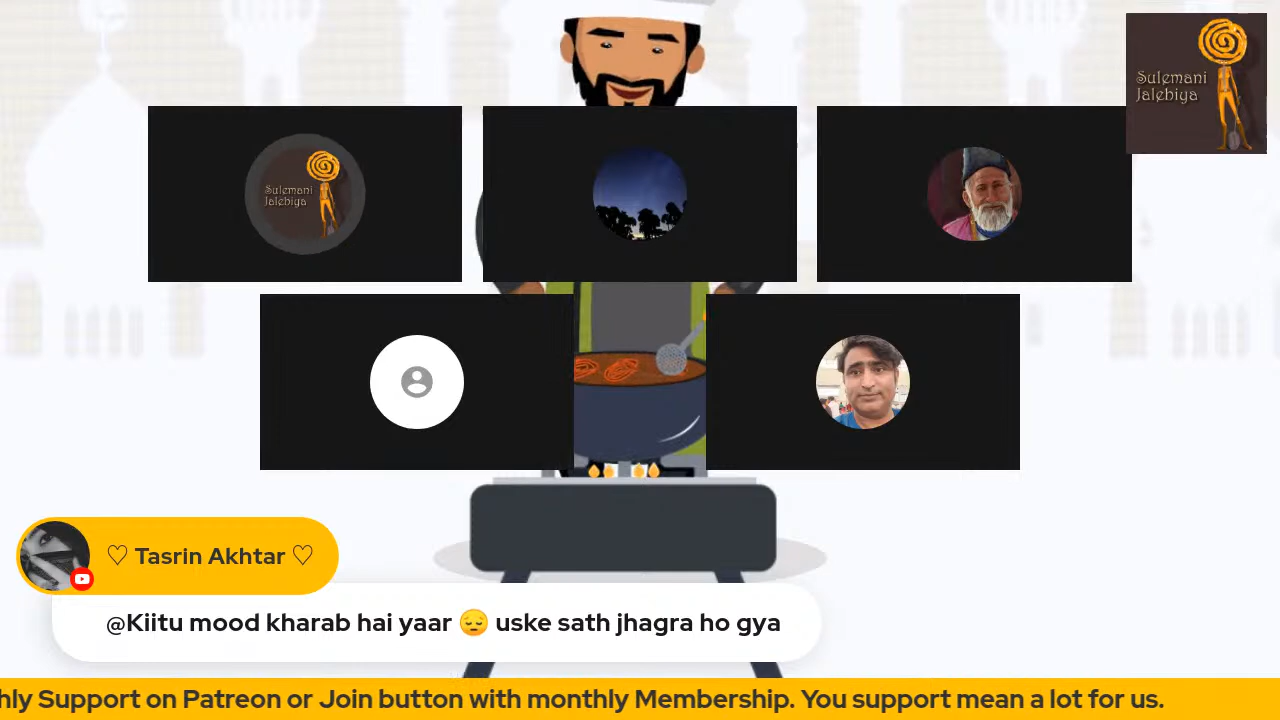 Sulemani
Jalebiya
Sulemani
Jalebiya
♡ Tasrin Akhtar ♡
@Kiitu mood kharab hai yaar 😔 uske sath jhagra ho gya
hly Support on Patreon or Join button with monthly Membership. You support mean a lot for us.